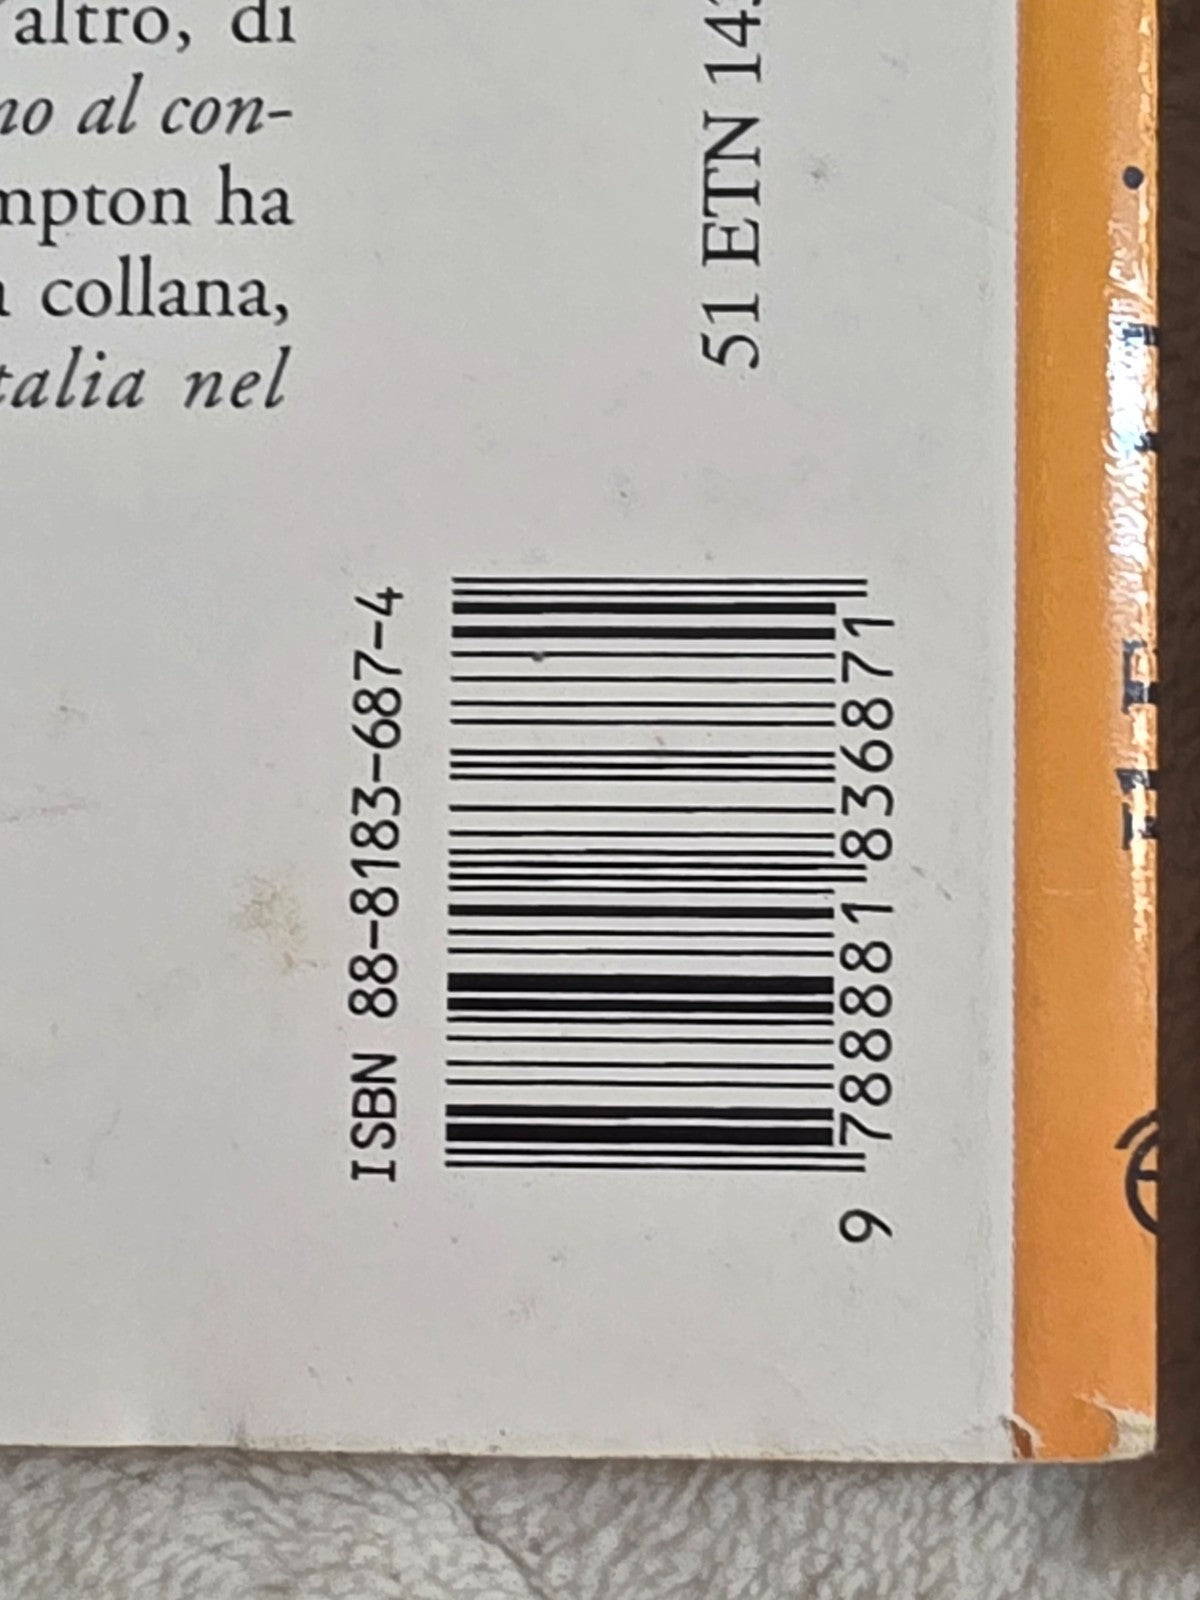 altro, di
no al con-
mpton ha
collana,
talia nel
51 ETN 14
ISBN 88-8183-687-4
9 788881 836871